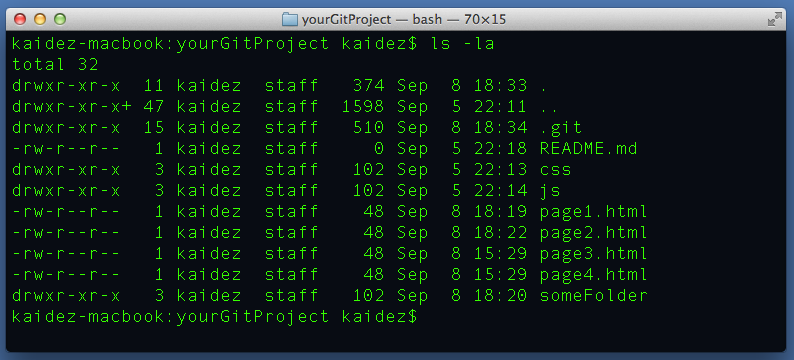 yourGitProject — bash — 70×15
kaidez-macbook:yourGitProject kaidez$ ls -la
total 32
drwxr-xr-x  11 kaidez  staff   374 Sep  8 18:33 .
drwxr-xr-x+ 47 kaidez  staff  1598 Sep  5 22:11 ..
drwxr-xr-x  15 kaidez  staff   510 Sep  8 18:34 .git
-rw-r--r--   1 kaidez  staff     0 Sep  5 22:18 README.md
drwxr-xr-x   3 kaidez  staff   102 Sep  5 22:13 css
drwxr-xr-x   3 kaidez  staff   102 Sep  5 22:14 js
-rw-r--r--   1 kaidez  staff    48 Sep  8 18:19 page1.html
-rw-r--r--   1 kaidez  staff    48 Sep  8 18:22 page2.html
-rw-r--r--   1 kaidez  staff    48 Sep  8 15:29 page3.html
-rw-r--r--   1 kaidez  staff    48 Sep  8 15:29 page4.html
drwxr-xr-x   3 kaidez  staff   102 Sep  8 18:20 someFolder
kaidez-macbook:yourGitProject kaidez$